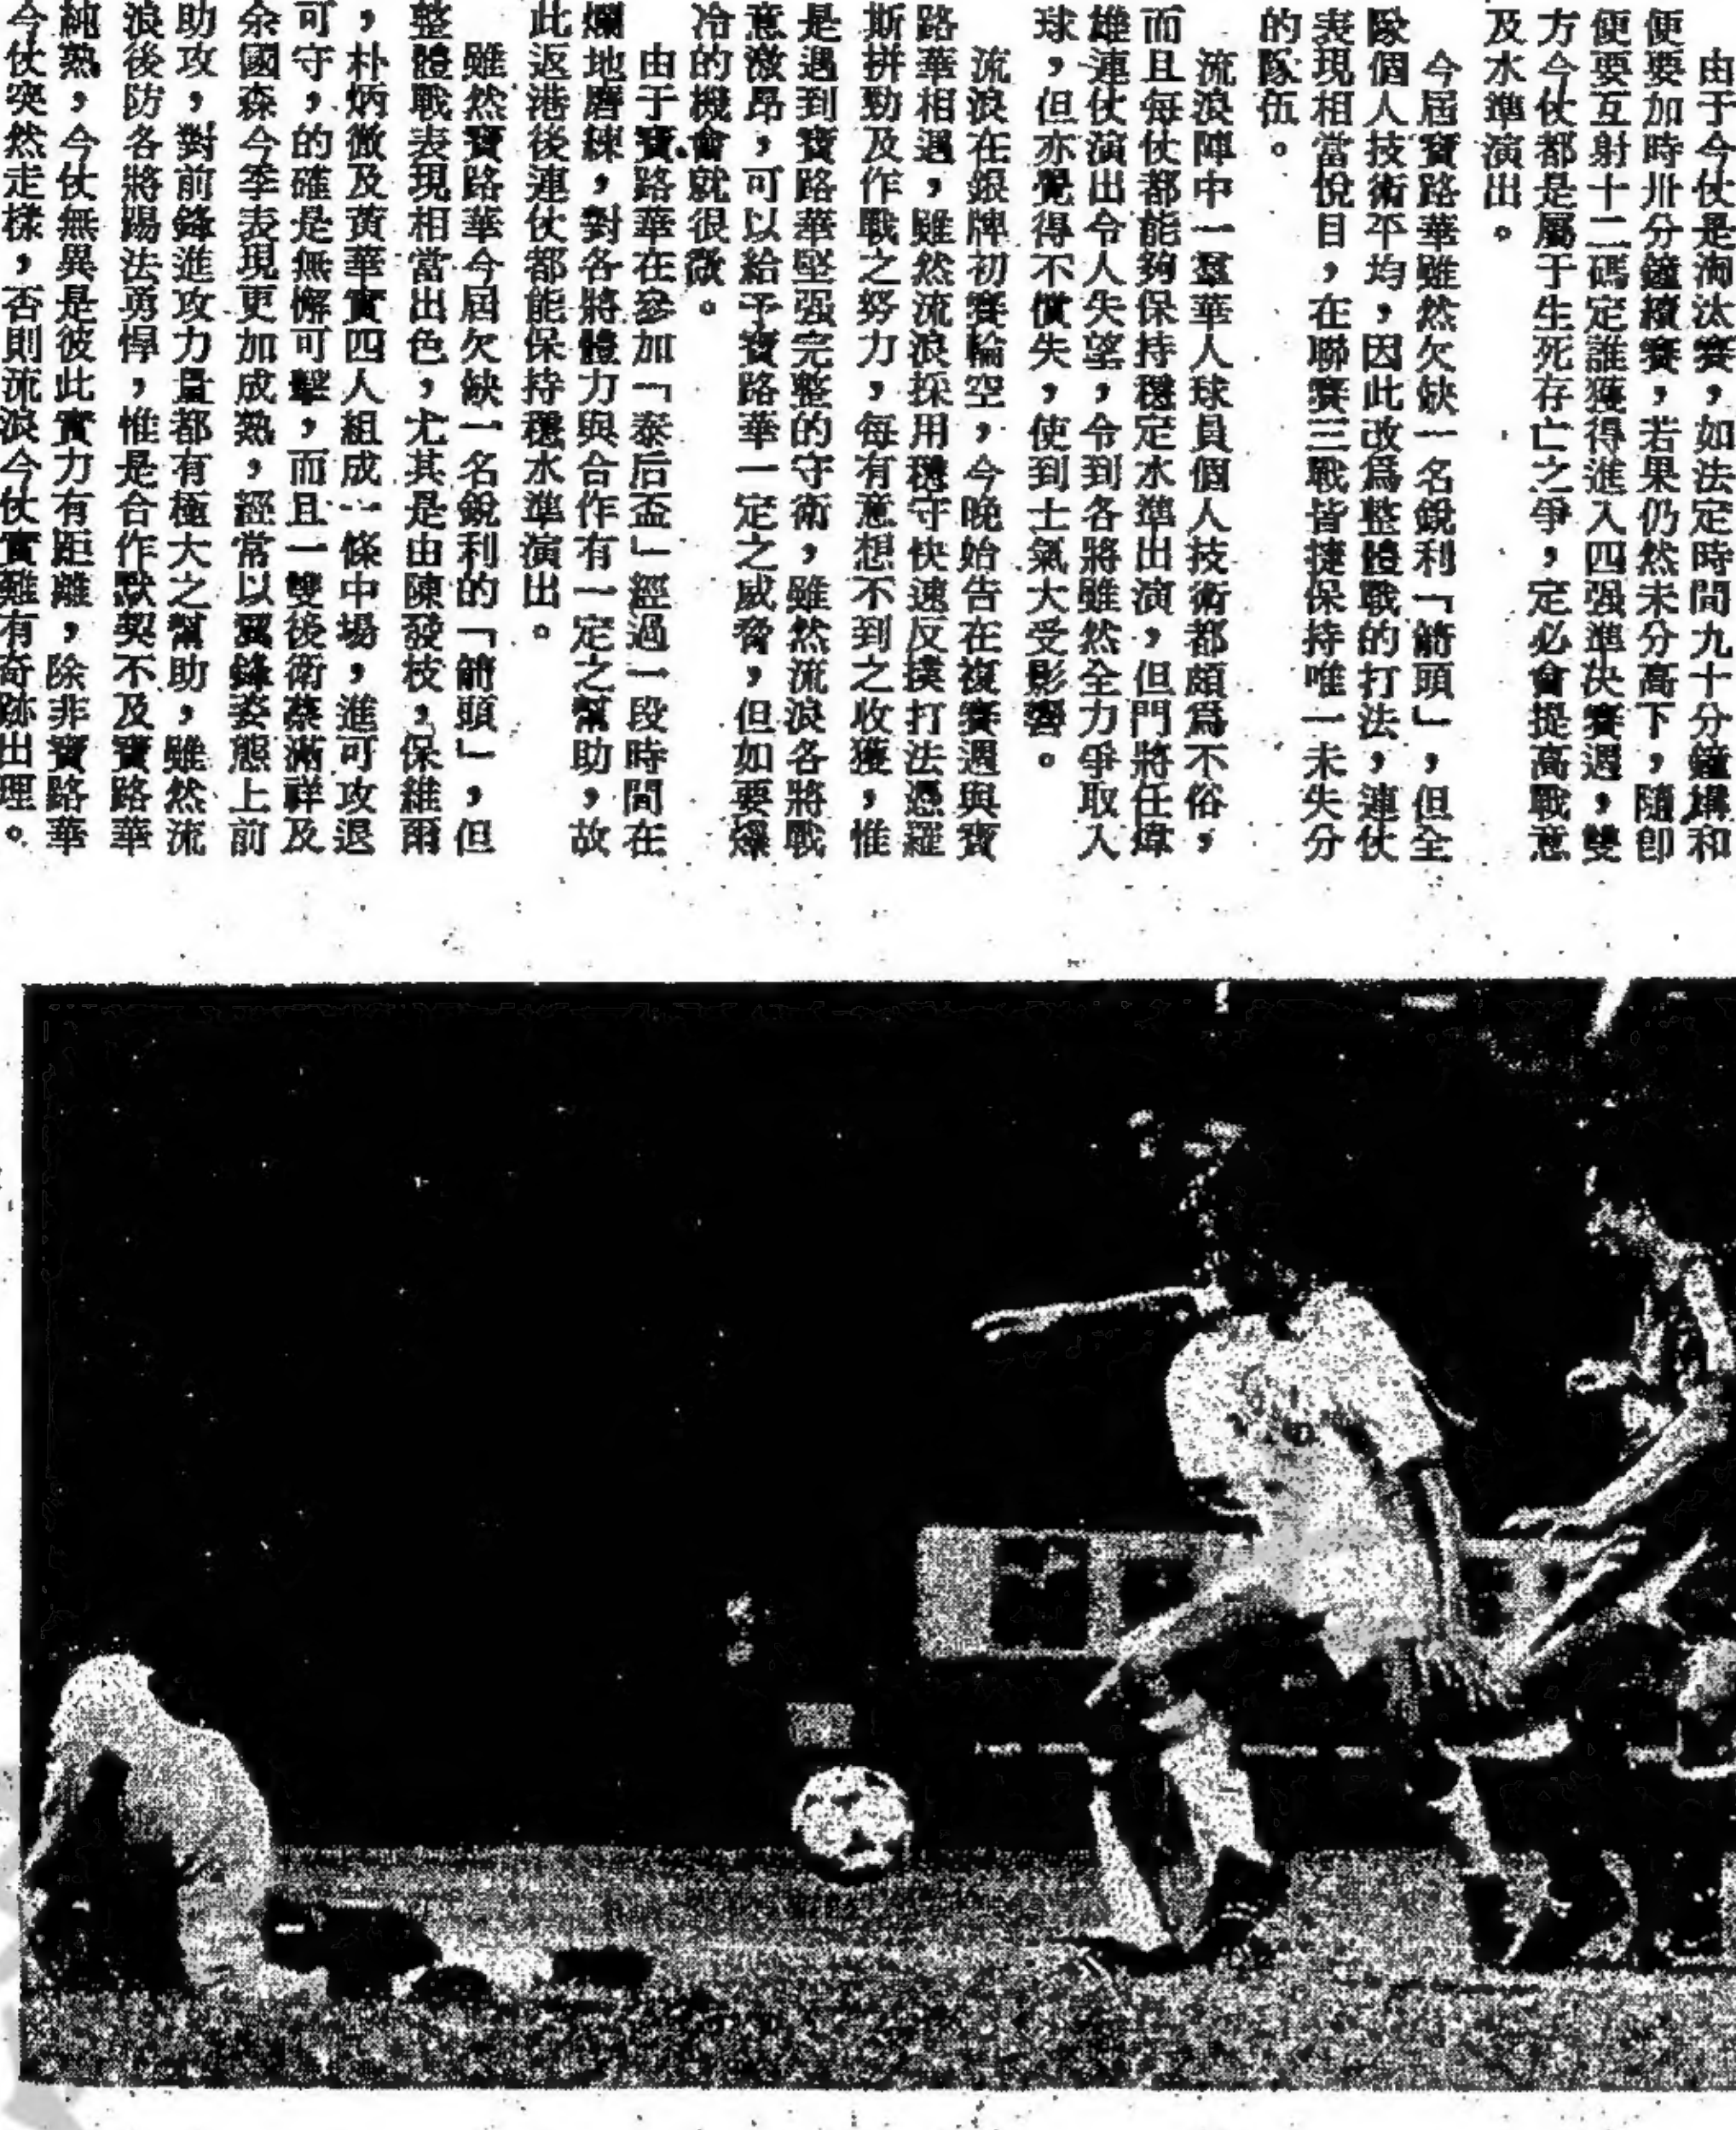 由于今仗是淘汰賽，如法定時間九十分鐘搆和
便要加時卅分鐘續賽，若果仍然未分高下，隨卽
便要互射十二碼定誰獲得進入四强準決賽週，雙
方今仗都是屬于生死存亡之爭，定必會提高戰意
及水準演出。
今屆寶路華雖然欠缺一名銳利「箭頭」，但全
隊個人技術平均，因此改爲整體戰的打法，連仗
表現相當悅目，在聯賽三戰皆捷保持唯一未失分
的隊伍。
流浪陣中一羣華人球員個人技術都頗爲不俗，
而且每仗都能夠保持穩定水準出演，但門將任偉
雄連仗演出令人失望，令到各將雖然全力爭取入
球，但亦覺得不償失，使到士氣大受影響。
流浪在銀牌初賽輪空，今晚始告在複賽週與寶
路華相遇，雖然流浪採用穩守快速反撲打法憑羅
斯拼勁及作戰之努力，每有意想不到之收獲，惟
是遇到寶路華堅强完整的守衛，雖然流浪各將戰
意激昂，可以給予寶路華一定之威脅，但如要爆
冷的機會就很微。
由于寶路華在參加「泰后盃」經過一段時間在
爛地磨練，對各將體力與合作有一定之幫助，故
此返港後連仗都能保持穩水準演出。
雖然寶路華今屆欠缺一名銳利的「箭頭」，但
整體戰表現相當出色，尤其是由陳發枝，保維爾
，朴炳微及黃華寶四人組成一條中場，進可攻退
可守，的確是無懈可擊，而且一雙後衛蔡滿祥及
余國森今季表現更加成熟，經常以翼鋒姿態上前
助攻，對前鋒進攻力量都有極大之幫助，雖然流
浪後防各將踢法勇悍，惟是合作默契不及寶路華
純熟，今仗無異是彼此實力有距離，除非寶路華
今仗突然走樣，否則流浪今仗實難有奇跡出理。